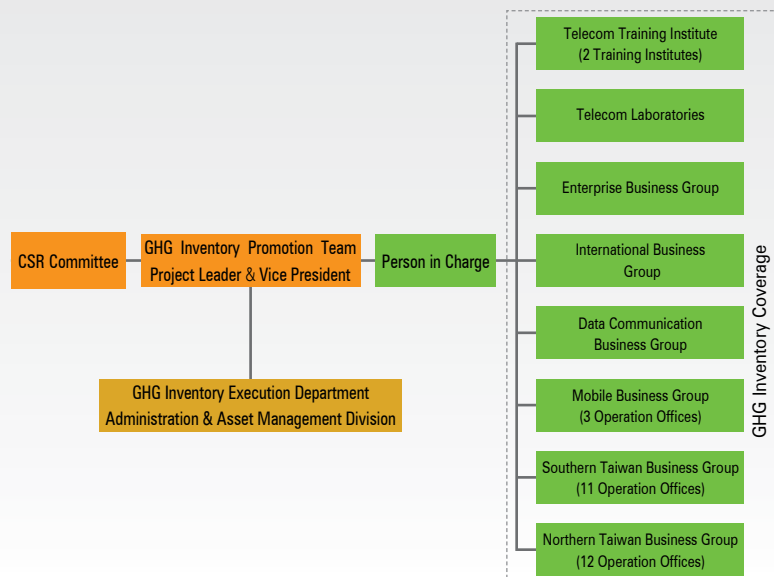 Telecom Training Institute
(2 Training Institutes)
Telecom Laboratories
Enterprise Business Group
CSR Committee
GHG Inventory Promotion Team
Project Leader & Vice President
Person in Charge
International Business
Group
Data Communication
Business Group
GHG Inventory Execution Department
Administration & Asset Management Division
Mobile Business Group
(3 Operation Offices)
Southern Taiwan Business Group
(11 Operation Offices)
Northern Taiwan Business Group
(12 Operation Offices)
GHG Inventory Coverage